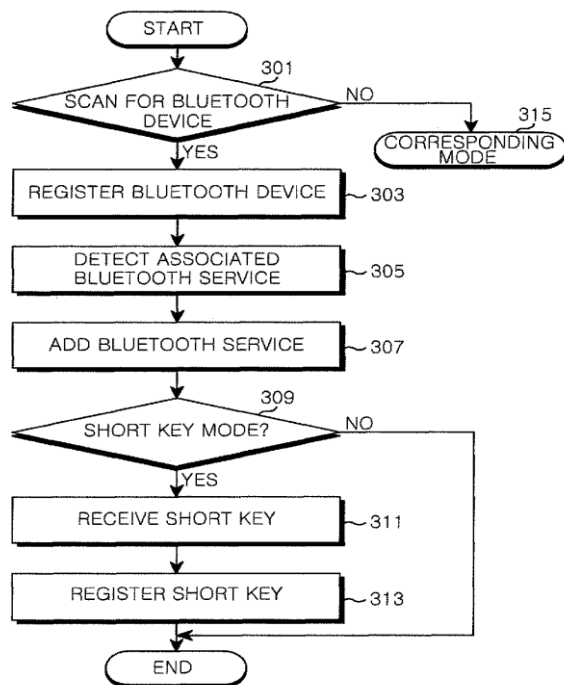 START
301
SCAN FOR BLUETOOTH
DEVICE
NO
315
CORRESPONDING
MODE
YES
REGISTER BLUETOOTH DEVICE
303
DETECT ASSOCIATED
BLUETOOTH SERVICE
305
ADD BLUETOOTH SERVICE
307
309
SHORT KEY MODE?
NO
YES
RECEIVE SHORT KEY
311
REGISTER SHORT KEY
313
END